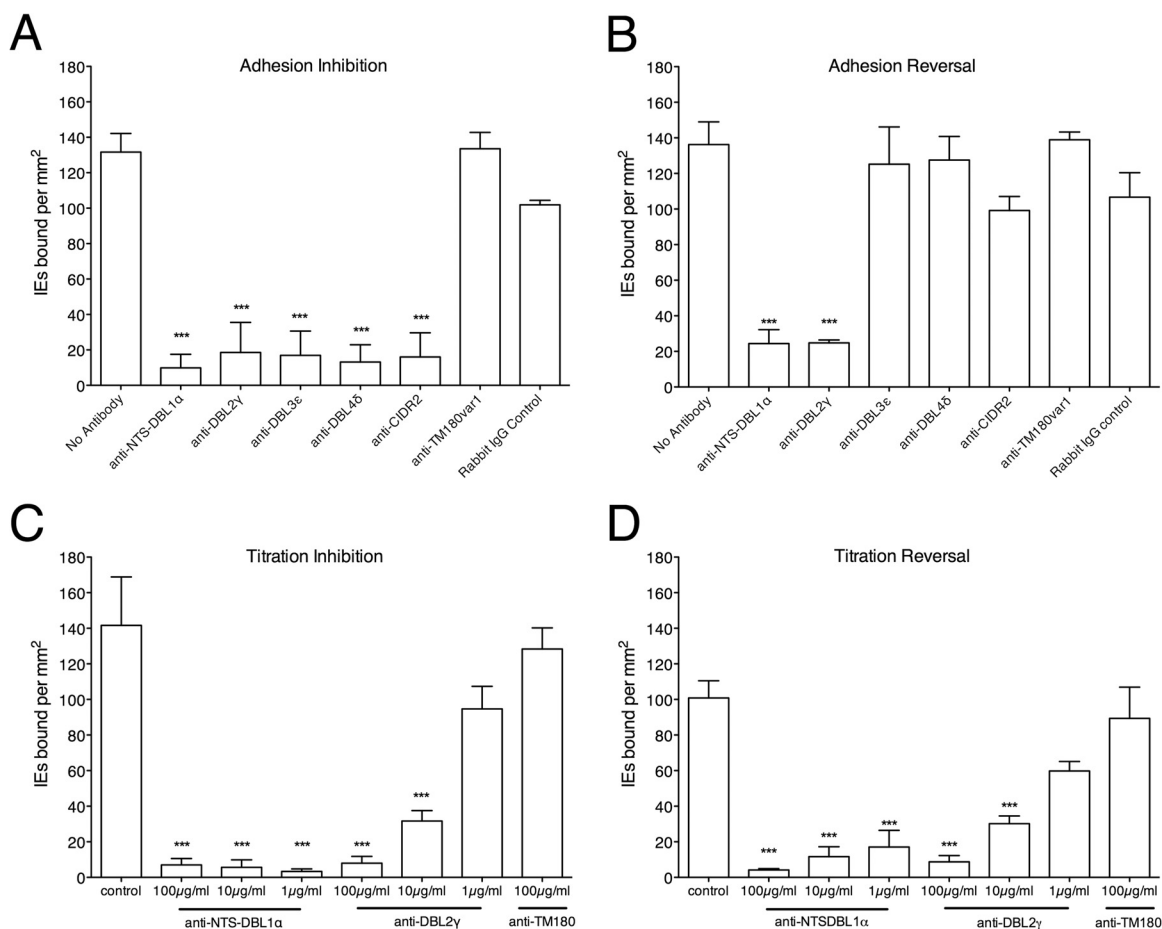 A
Adhesion Inhibition
IEs bound per mm²
180
160
140
120
100
80
60
40
20
0
*** *** *** *** ***
No Antibody
anti-NTS-DBL1α
anti-DBL2γ
anti-DBL3ε
anti-DBL4δ
anti-CIDR2
anti-TM180var1
Rabbit IgG Control
B
Adhesion Reversal
IEs bound per mm²
180
160
140
120
100
80
60
40
20
0
*** ***
No Antibody
anti-NTS-DBL1α
anti-DBL2γ
anti-DBL3ε
anti-DBL4δ
anti-CIDR2
anti-TM180var1
Rabbit IgG control
C
Titration Inhibition
IEs bound per mm²
180
160
140
120
100
80
60
40
20
0
*** *** *** *** ***
control 100µg/ml 10µg/ml 1µg/ml 100µg/ml 10µg/ml 1µg/ml 100µg/ml
anti-NTS-DBL1α anti-DBL2γ anti-TM180
D
Titration Reversal
IEs bound per mm²
180
160
140
120
100
80
60
40
20
0
*** *** *** *** ***
control 100µg/ml 10µg/ml 1µg/ml 100µg/ml 10µg/ml 1µg/ml 100µg/ml
anti-NTSDBL1α anti-DBL2γ anti-TM180